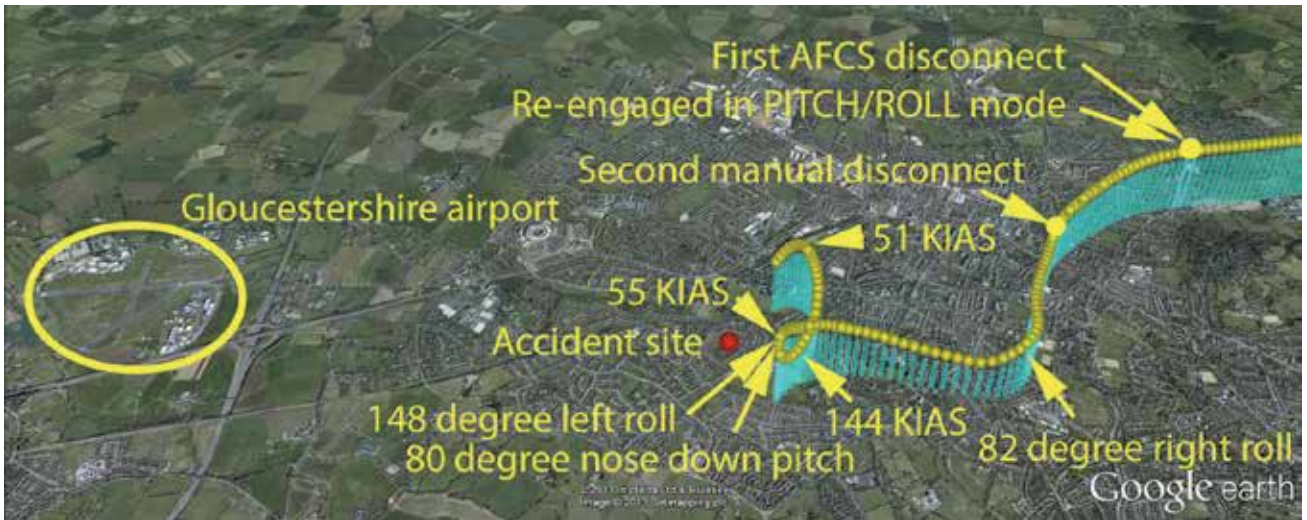 First AFCS disconnect
Re-engaged in PITCH/ROLL mode
Second manual disconnect
Gloucestershire airport
51 KIAS
55 KIAS
Accident site
148 degree left roll
144 KIAS
80 degree nose down pitch
82 degree right roll
Google earth